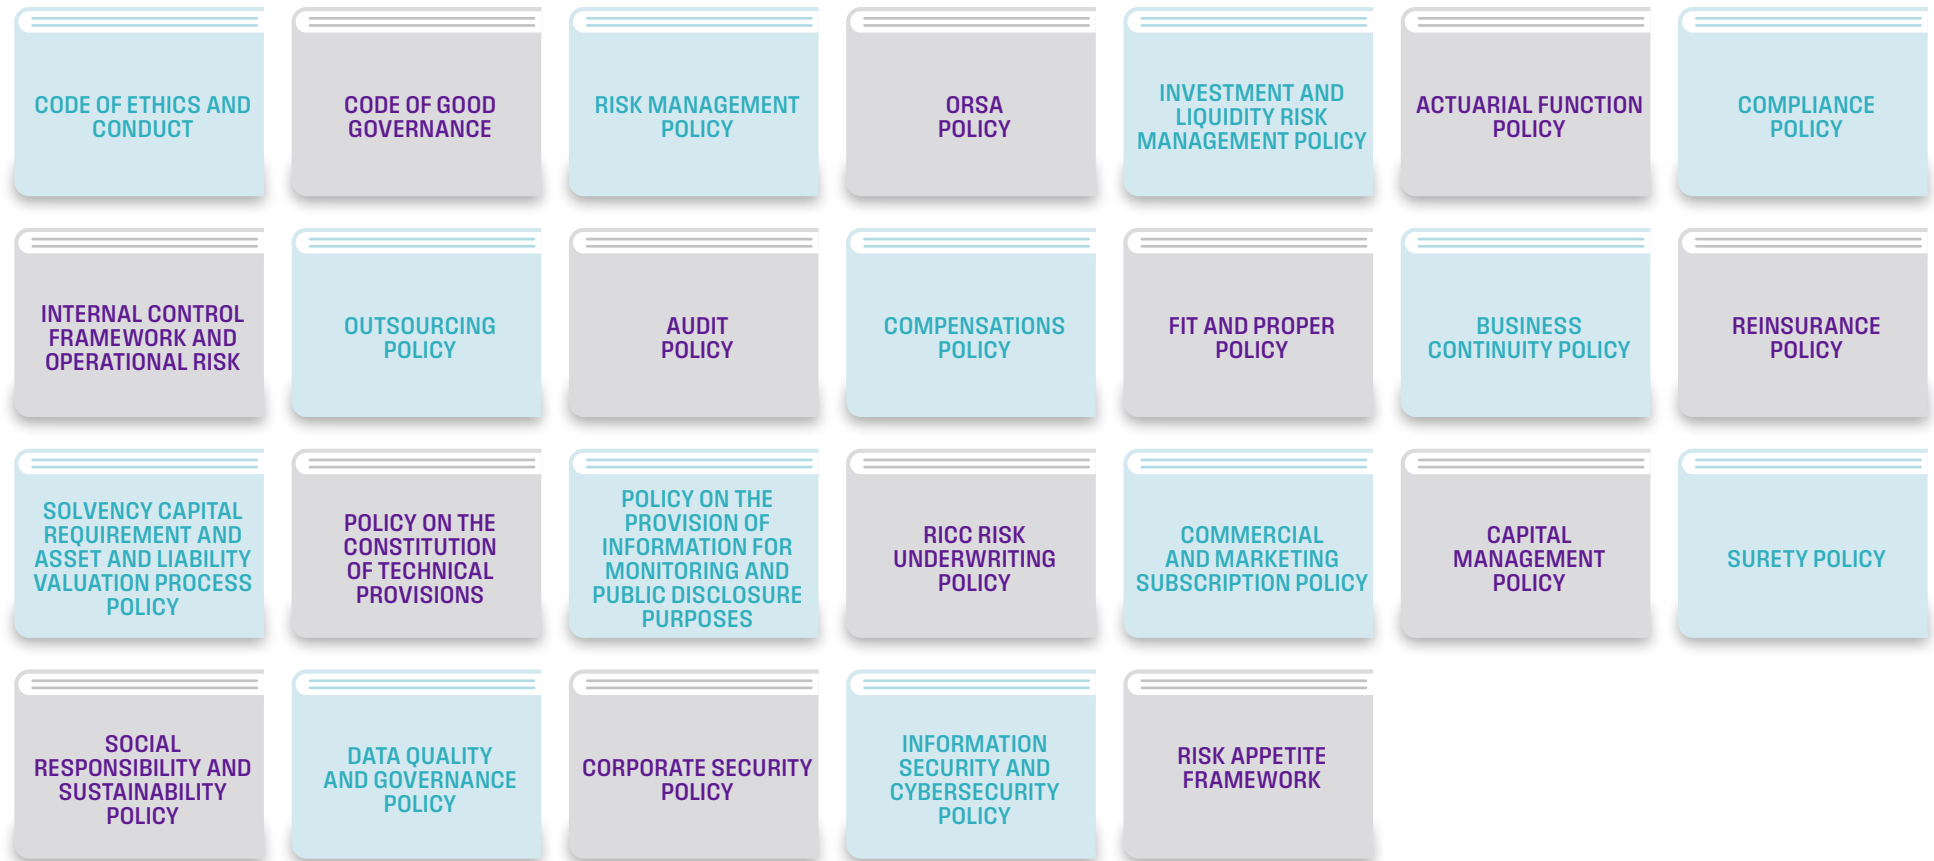 CODE OF ETHICS AND
CONDUCT
CODE OF GOOD
GOVERNANCE
RISK MANAGEMENT
POLICY
ORSA
POLICY
INVESTMENT AND
LIQUIDITY RISK
MANAGEMENT POLICY
ACTUARIAL FUNCTION
POLICY
COMPLIANCE
POLICY
INTERNAL CONTROL
FRAMEWORK AND
OPERATIONAL RISK
OUTSOURCING
POLICY
AUDIT
POLICY
COMPENSATIONS
POLICY
FIT AND PROPER
POLICY
BUSINESS
CONTINUITY POLICY
REINSURANCE
POLICY
SOLVENCY CAPITAL
REQUIREMENT AND
ASSET AND LIABILITY
VALUATION PROCESS
POLICY
POLICY ON THE
CONSTITUTION
OF TECHNICAL
PROVISIONS
POLICY ON THE
PROVISION OF
INFORMATION FOR
MONITORING AND
PUBLIC DISCLOSURE
PURPOSES
RICC RISK
UNDERWRITING
POLICY
COMMERCIAL
AND MARKETING
SUBSCRIPTION POLICY
CAPITAL
MANAGEMENT
POLICY
SURETY POLICY
SOCIAL
RESPONSIBILITY AND
SUSTAINABILITY
POLICY
DATA QUALITY
AND GOVERNANCE
POLICY
CORPORATE SECURITY
POLICY
INFORMATION
SECURITY AND
CYBERSECURITY
POLICY
RISK APPETITE
FRAMEWORK